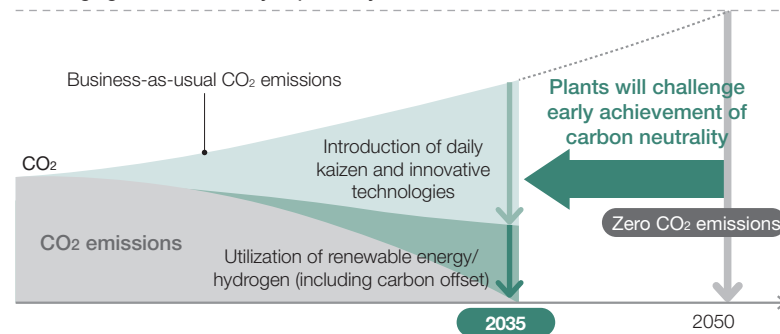 Business-as-usual CO₂ emissions
Plants will challenge
early achievement of
carbon neutrality
CO₂
Introduction of daily
kaizen and innovative
technologies
Zero CO₂ emissions
CO₂ emissions
Utilization of renewable energy/
hydrogen (including carbon offset)
2035
2050